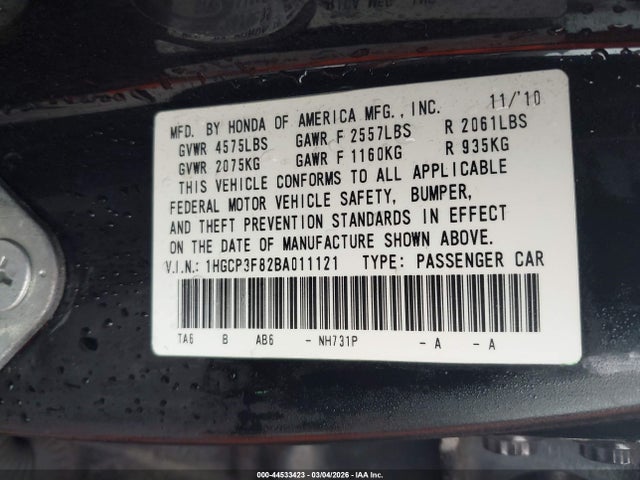 MFD. BY HONDA OF AMERICA MFG., INC. 11/'10
GVWR 4575LBS GAWR F 2557LBS R 2061LBS
GVWR 2075KG GAWR F 1160KG R 935KG
THIS VEHICLE CONFORMS TO ALL APPLICABLE
FEDERAL MOTOR VEHICLE SAFETY, BUMPER,
AND THEFT PREVENTION STANDARDS IN EFFECT
ON THE DATE OF MANUFACTURE SHOWN ABOVE.
V.I.N.: 1HGCP3F82BA011121 TYPE: PASSENGER CAR
TA6 B AB6 - NH731P - A - A
000-44533423 - 03/04/2026 - IAA Inc.